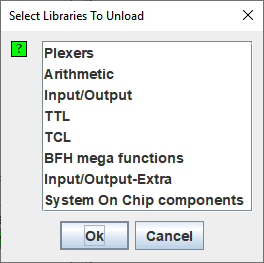 Select Libraries To Unload
?
Plexers
Arithmetic
Input/Output
TTL
TCL
BFH mega functions
Input/Output-Extra
System On Chip components
Ok
Cancel